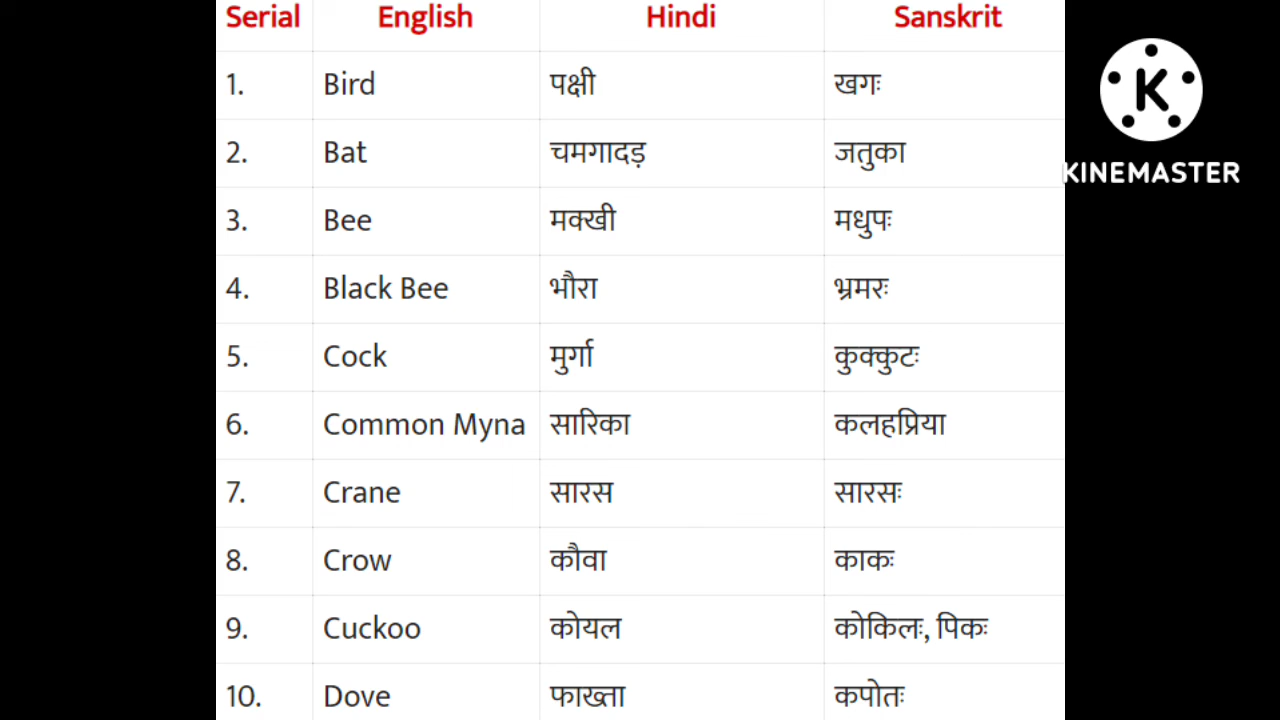 Serial English Hindi Sanskrit
1. Bird पक्षी खगः
2. Bat चमगादड़ जतुका
3. Bee मक्खी मधुपः
4. Black Bee भौरा भ्रमरः
5. Cock मुर्गा कुक्कुटः
6. Common Myna सारिका कलहप्रिया
7. Crane सारस सारसः
8. Crow कौवा काकः
9. Cuckoo कोयल कोकिलः, पिकः
10. Dove फाख्ता कपोतः
K
KINEMASTER